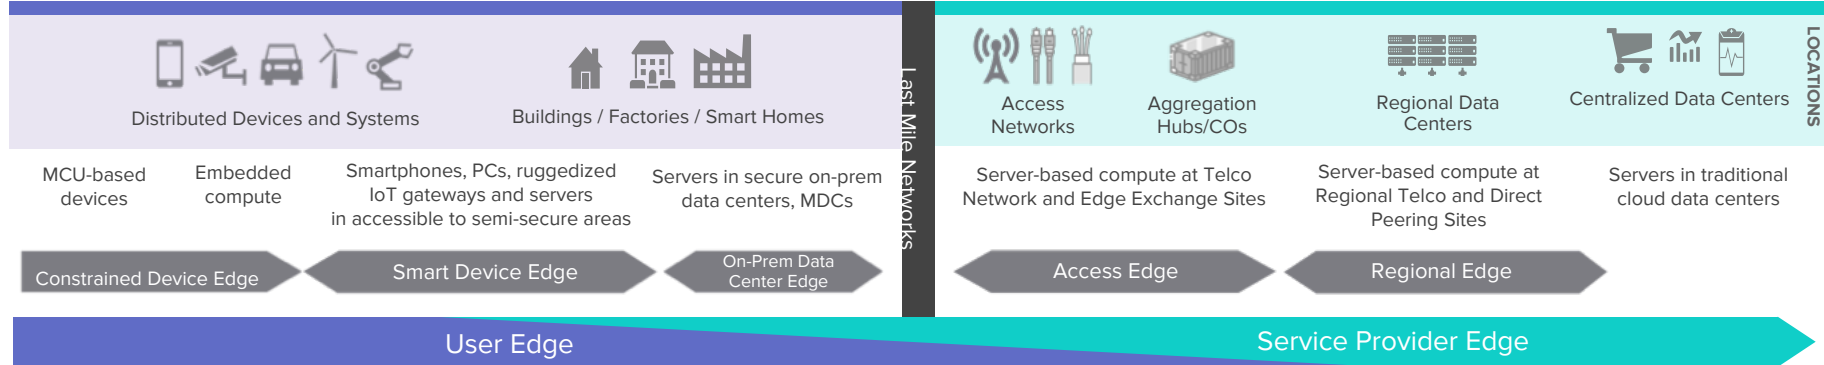 Distributed Devices and Systems
Buildings / Factories / Smart Homes
MCU-based
devices
Embedded
compute
Smartphones, PCs, ruggedized
IoT gateways and servers
in accessible to semi-secure areas
Servers in secure on-prem
data centers, MDCs
Constrained Device Edge
Smart Device Edge
On-Prem Data
Center Edge
Last Mile Networks
Access
Networks
Aggregation
Hubs/COs
Regional Data
Centers
Centralized Data Centers
LOCATIONS
Server-based compute at Telco
Network and Edge Exchange Sites
Server-based compute at
Regional Telco and Direct
Peering Sites
Servers in traditional
cloud data centers
Access Edge
Regional Edge
User Edge
Service Provider Edge